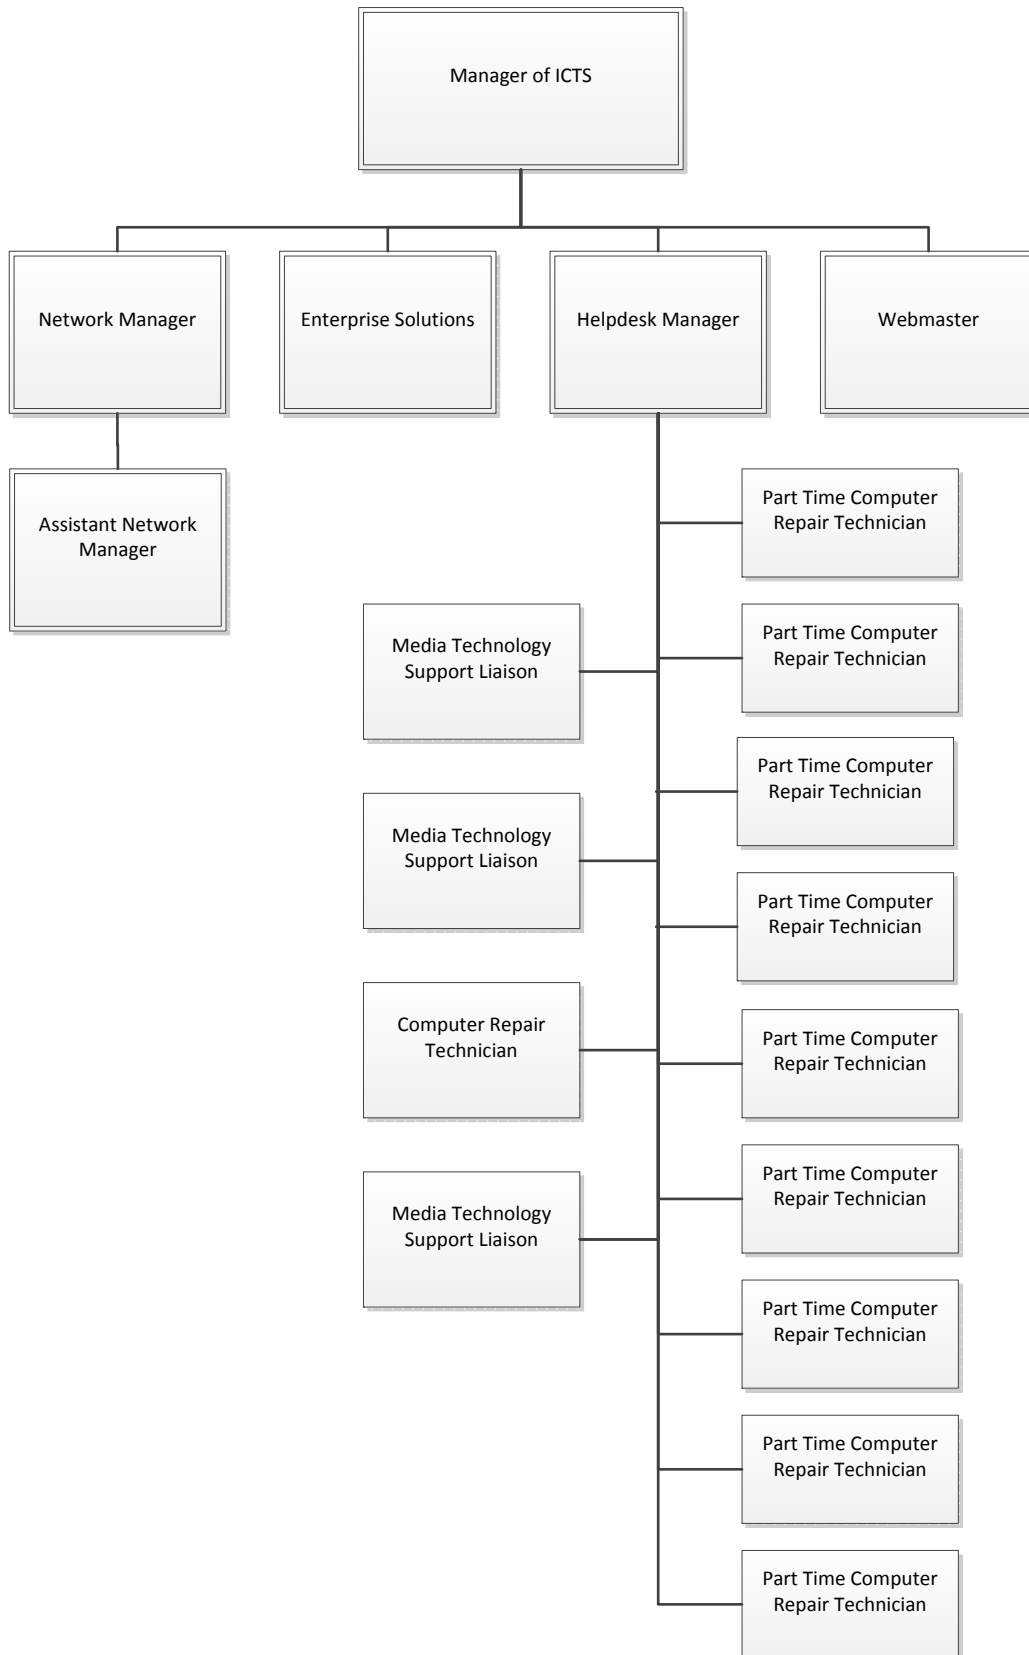 Manager of ICTS
Network Manager
Enterprise Solutions
Helpdesk Manager
Webmaster
Assistant Network
Manager
Part Time Computer
Repair Technician
Media Technology
Support Liaison
Part Time Computer
Repair Technician
Part Time Computer
Repair Technician
Media Technology
Support Liaison
Part Time Computer
Repair Technician
Computer Repair
Technician
Part Time Computer
Repair Technician
Part Time Computer
Repair Technician
Media Technology
Support Liaison
Part Time Computer
Repair Technician
Part Time Computer
Repair Technician
Part Time Computer
Repair Technician